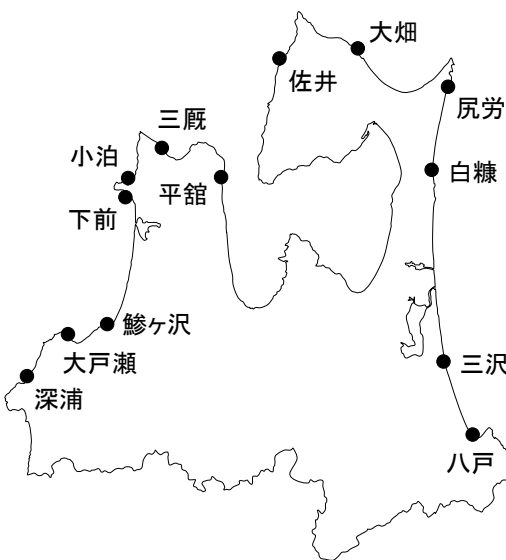 大畑
佐井
尻労
三厩
小泊
平舘
白糠
下前
鰺ヶ沢
大戸瀬
三沢
深浦
八戸